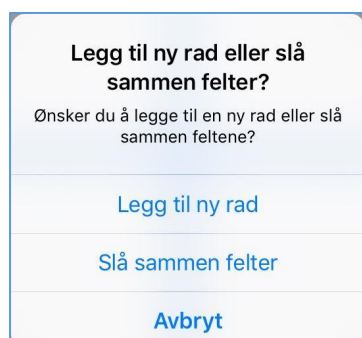 Legg til ny rad eller slå
sammen felter?
Ønsker du å legge til en ny rad eller slå
sammen feltene?
Legg til ny rad
Slå sammen felter
Avbryt